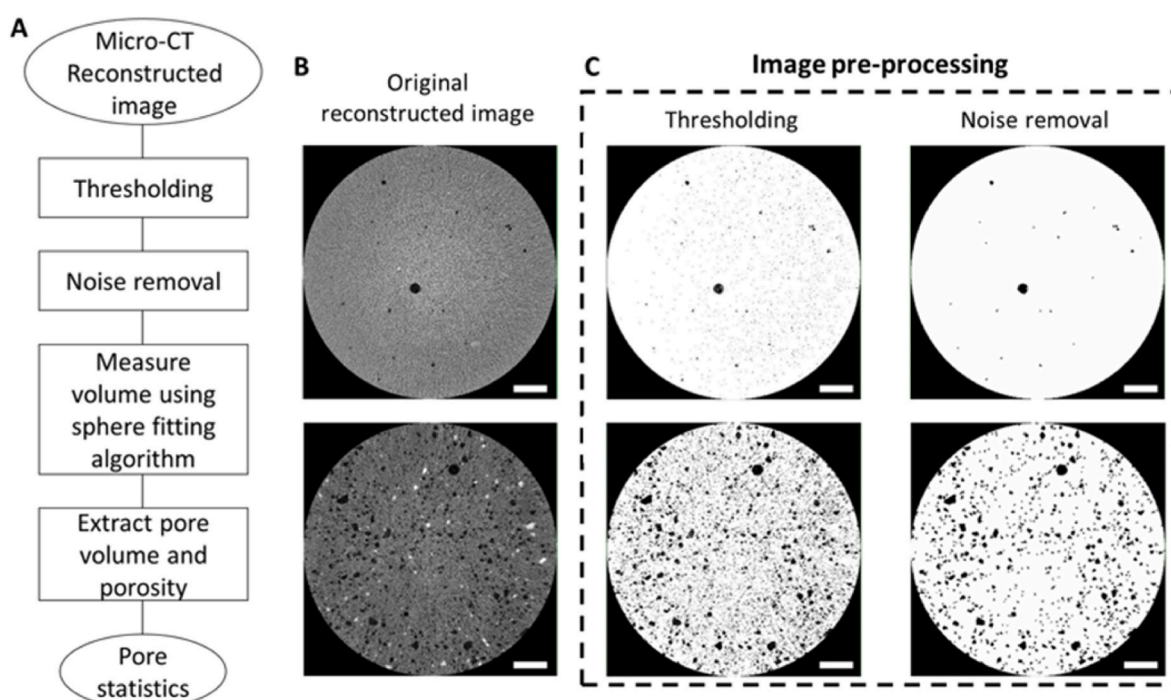 A
Micro-CT
Reconstructed
image
Thresholding
Noise removal
Measure
volume using
sphere fitting
algorithm
Extract pore
volume and
porosity
Pore
statistics
B
Original
reconstructed image
C
Image pre-processing
Thresholding
Noise removal